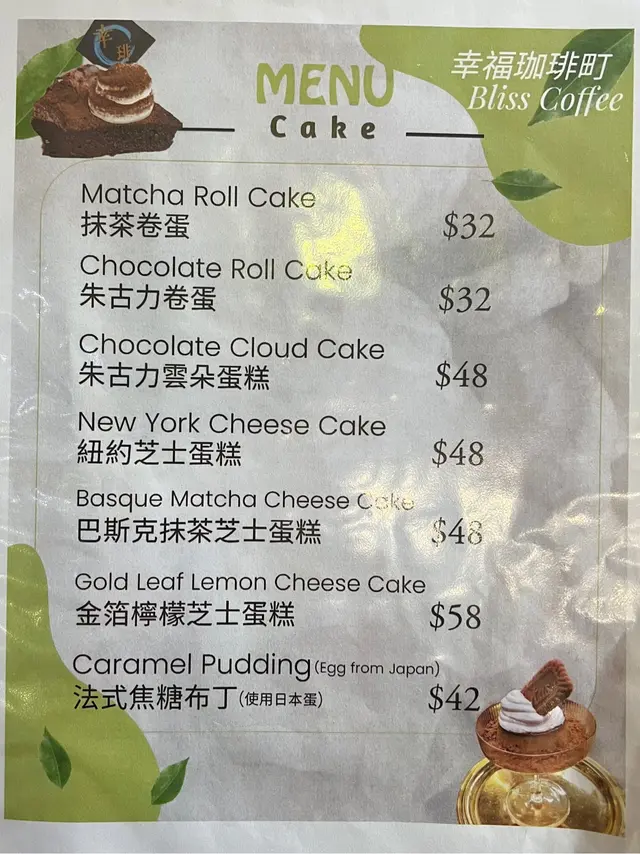 幸
琲
MENU
Cake
幸福珈琲町
Bliss Coffee
Matcha Roll Cake
抹茶卷蛋
$32
Chocolate Roll Cake
朱古力卷蛋
$32
Chocolate Cloud Cake
朱古力雲朵蛋糕
$48
New York Cheese Cake
紐約芝士蛋糕
$48
Basque Matcha Cheese Cake
巴斯克抹茶芝士蛋糕
$48
Gold Leaf Lemon Cheese Cake
金箔檸檬芝士蛋糕
$58
Caramel Pudding (Egg from Japan)
法式焦糖布丁(使用日本蛋)
$42